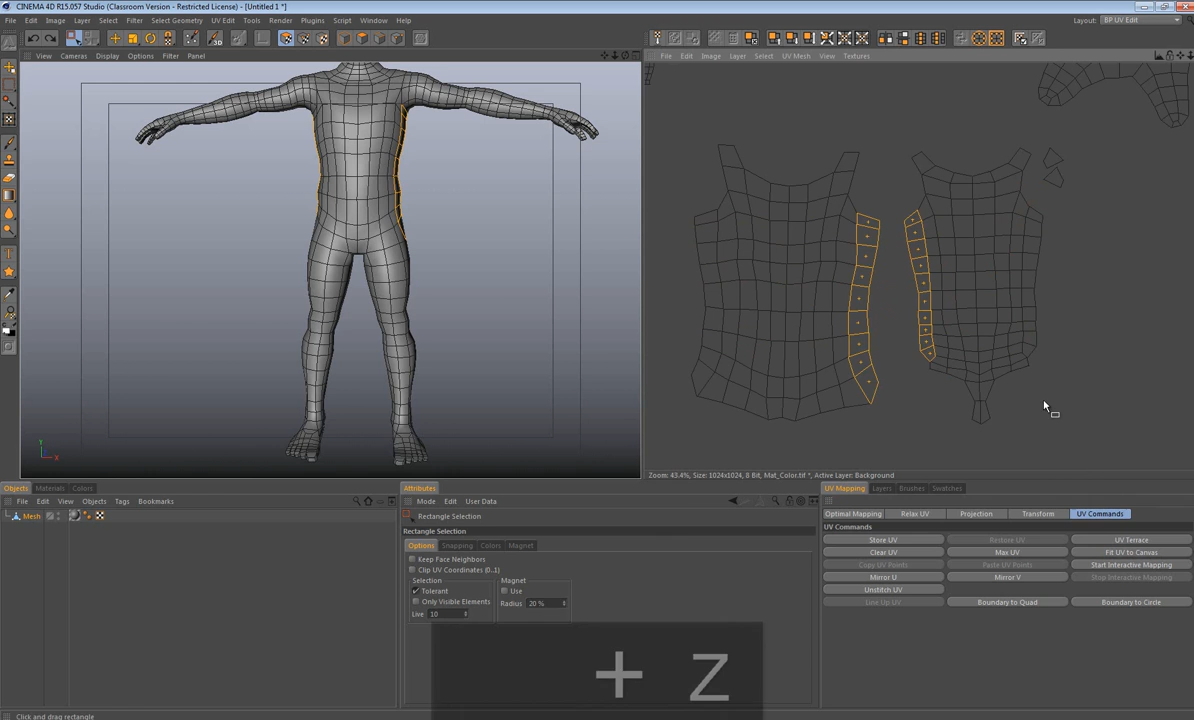 CINEMA 4D R15.057 Studio (Classroom Version - Restricted License) - [Untitled 1 *]
File Edit Image Layer Select Filter Select Geometry UV Edit Tools Render Plugins Script Window Help
Layout: BP UV Edit
View Cameras Display Options Filter Panel
File Edit Image Layer Select UV Mesh View Textures
Y
X
Zoom: 43.4%, Size: 1024x1024, 8 Bit, Mat_Color.tif *, Active Layer: Background
Objects Materials Colors
File Edit View Objects Tags Bookmarks
Mesh
Attributes
Mode Edit User Data
Rectangle Selection
Rectangle Selection
Options Snapping Colors Magnet
Keep Face Neighbors
Clip UV Coordinates (0..1)
Selection Magnet
Tolerant Use
Only Visible Elements Radius 20 %
Live 10
UV Mapping Layers Brushes Swatches
Optimal Mapping Relax UV Projection Transform UV Commands
UV Commands
Store UV Restore UV UV Terrace
Clear UV Max UV Fit UV to Canvas
Copy UV Points Paste UV Points Start Interactive Mapping
Mirror U Mirror V Stop Interactive Mapping
Unstitch UV
Line Up UV Boundary to Quad Boundary to Circle
+ Z
Click and drag rectangle